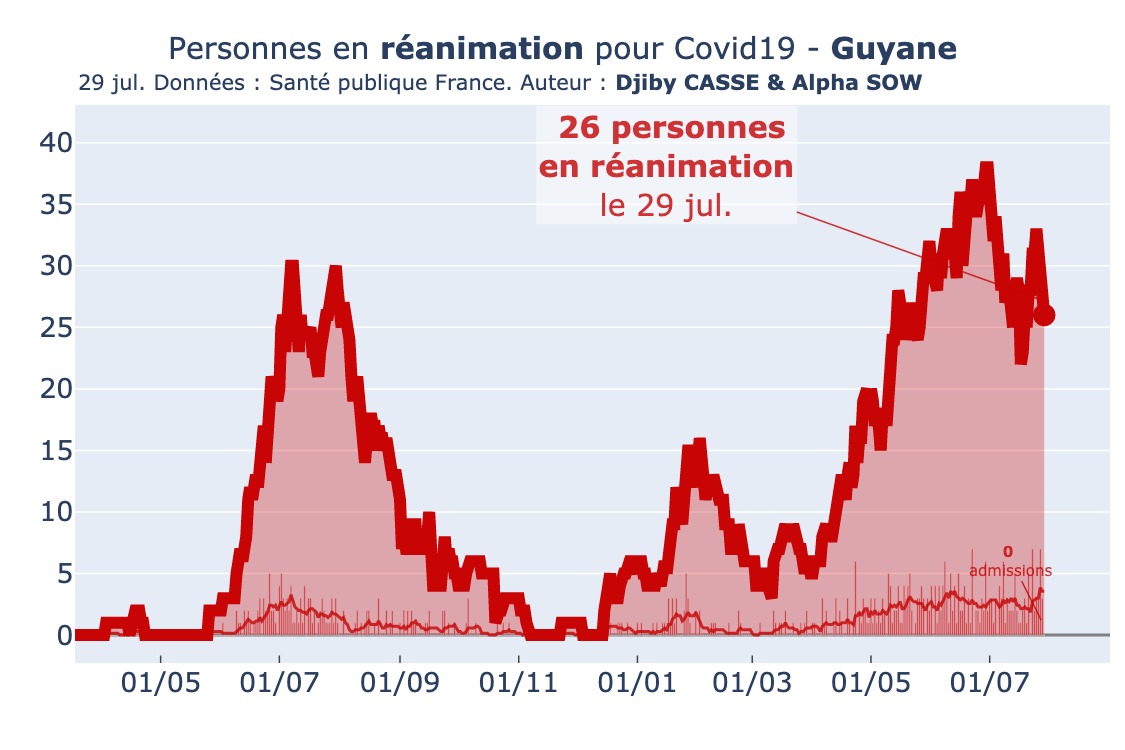 Personnes en réanimation pour Covid19 - Guyane
29 jul. Données : Santé publique France. Auteur : Djiby CASSE & Alpha SOW
26 personnes
en réanimation
le 29 jul.
40
35
30
25
20
15
10
5
0
0
admissions
01/05 01/07 01/09 01/11 01/01 01/03 01/05 01/07